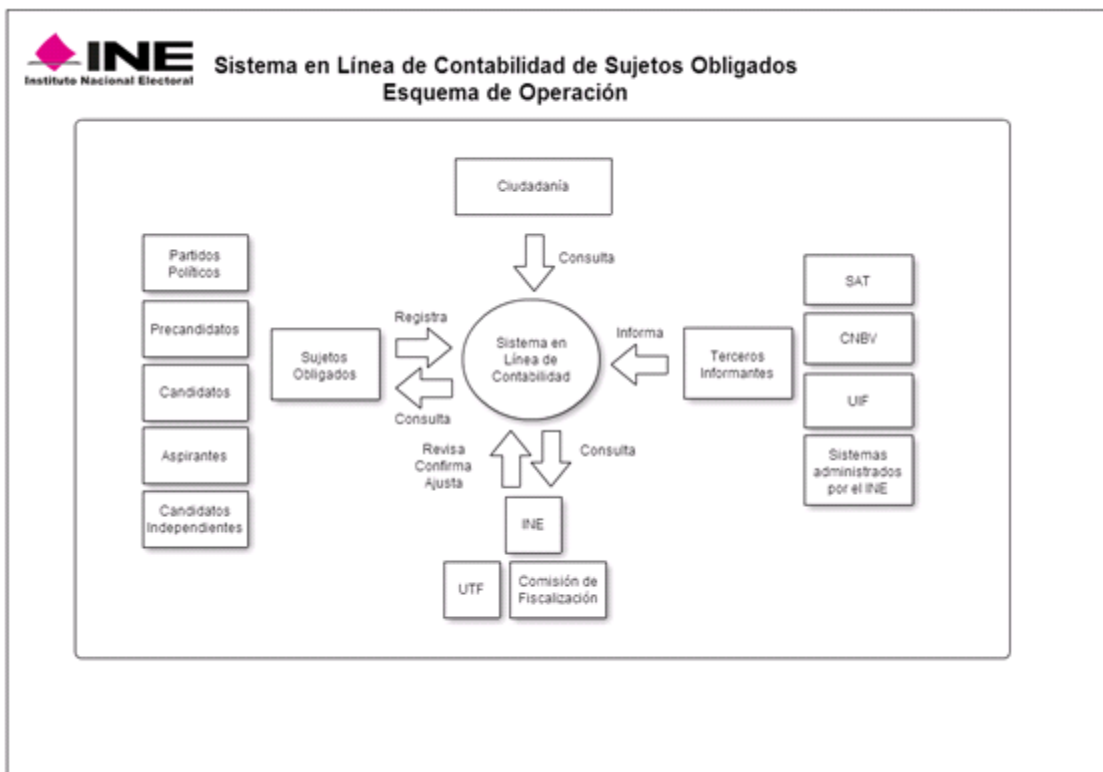 INE
Instituto Nacional Electoral
Sistema en Línea de Contabilidad de Sujetos Obligados
Esquema de Operación
Ciudadanía
Consulta
Partidos
Políticos
Precandidatos
Candidatos
Aspirantes
Candidatos
Independientes
Sujetos
Obligados
Registra
Consulta
Sistema en
Línea de
Contabilidad
Informa
Terceros
Informantes
SAT
CNBV
UIF
Sistemas
administrados
por el INE
Revisa
Confirma
Ajusta
Consulta
INE
UTF
Comisión de
Fiscalización